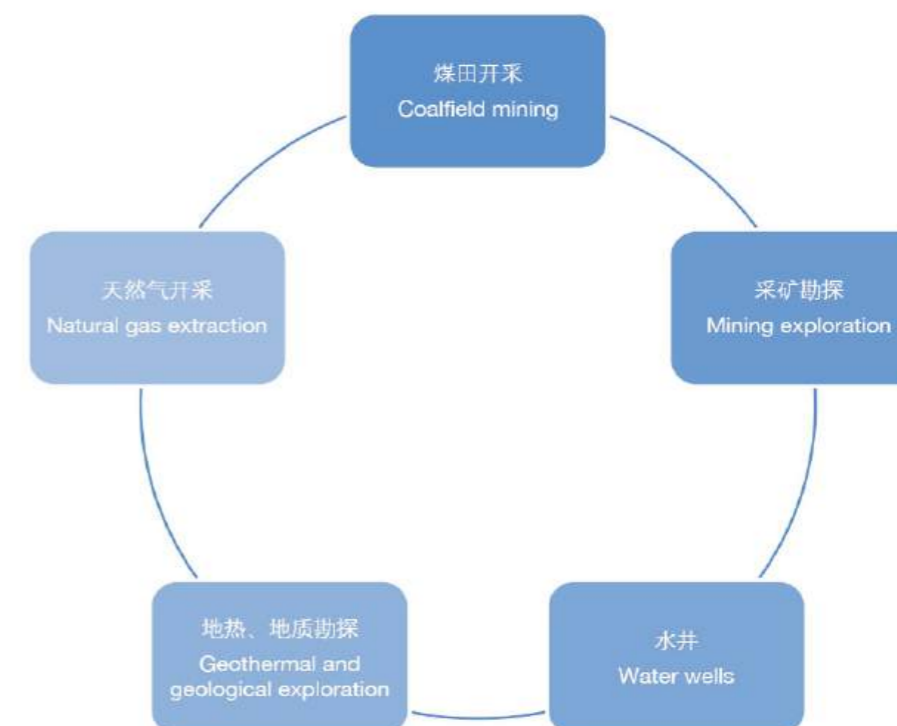 煤田开采
Coalfield mining
采矿勘探
Mining exploration
水井
Water wells
地热、地质勘探
Geothermal and
geological exploration
天然气开采
Natural gas extraction